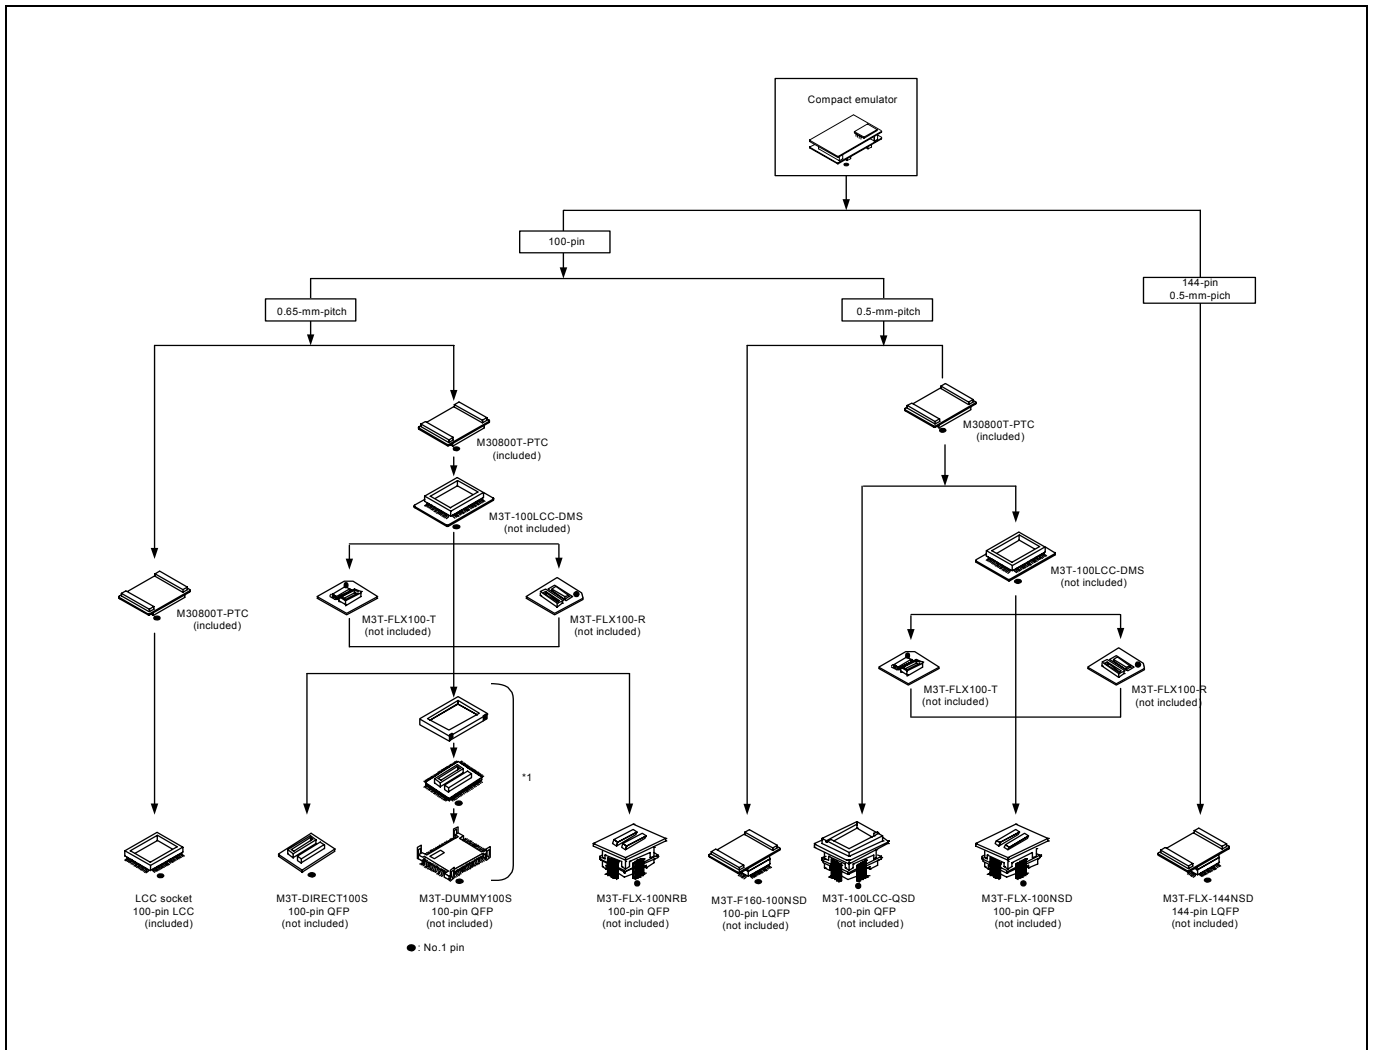 Compact emulator
100-pin
0.65-mm-pitch
0.5-mm-pitch
144-pin
0.5-mm-pich
M30800T-PTC
(included)
M3T-100LCC-DMS
(not included)
M30800T-PTC
(included)
M3T-FLX100-T
(not included)
M3T-FLX100-R
(not included)
M30800T-PTC
(included)
M3T-100LCC-DMS
(not included)
M3T-FLX100-T
(not included)
M3T-FLX100-R
(not included)
*1
LCC socket
100-pin LCC
(included)
M3T-DIRECT100S
100-pin QFP
(not included)
M3T-DUMMY100S
100-pin QFP
(not included)
M3T-FLX-100NRB
100-pin QFP
(not included)
M3T-F160-100NSD
100-pin LQFP
(not included)
M3T-100LCC-QSD
100-pin QFP
(not included)
M3T-FLX-100NSD
100-pin QFP
(not included)
M3T-FLX-144NSD
144-pin LQFP
(not included)
●: No.1 pin